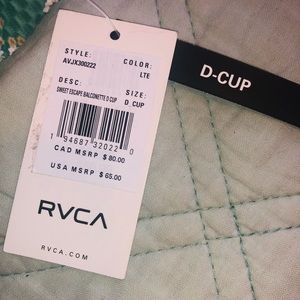 STYLE:
AVJX300222
COLOR:
LTE
DESC:
SWEET ESCAPE BALCONETTE D CUP
SIZE:
D CUP
1 94687 32022 0
CAD MSRP $ 80.00
USA MSRP $ 65.00
RVCA
RVCA.COM
D-CUP